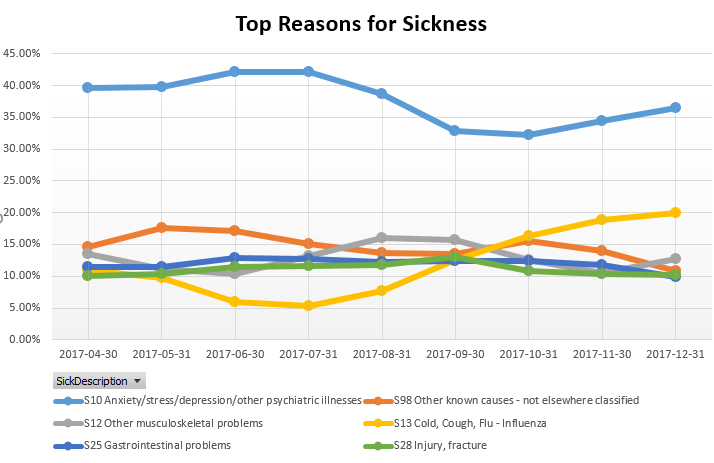 Top Reasons for Sickness
45.00%
40.00%
35.00%
30.00%
25.00%
20.00%
15.00%
10.00%
5.00%
0.00%
2017-04-30 2017-05-31 2017-06-30 2017-07-31 2017-08-31 2017-09-30 2017-10-31 2017-11-30 2017-12-31
SickDescription
S10 Anxiety/stress/depression/other psychiatric illnesses S98 Other known causes - not elsewhere classified
S12 Other musculoskeletal problems S13 Cold, Cough, Flu - Influenza
S25 Gastrointestinal problems S28 Injury, fracture